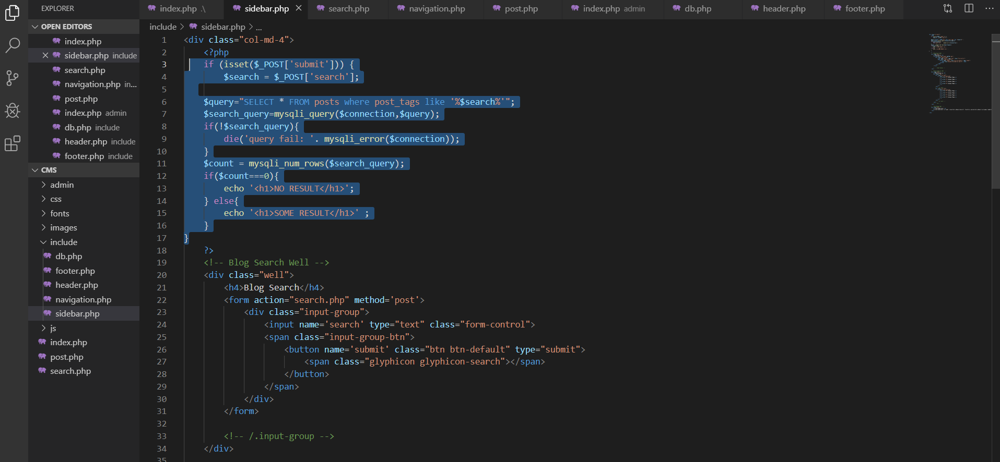 EXPLORER
OPEN EDITORS
index.php
sidebar.php include
search.php
navigation.php in...
post.php
index.php admin
db.php include
header.php include
footer.php include
CMS
admin
css
fonts
images
include
db.php
footer.php
header.php
navigation.php
sidebar.php
js
index.php
post.php
search.php
index.php .\
sidebar.php
search.php
navigation.php
post.php
index.php admin
db.php
header.php
footer.php
include > sidebar.php > ...
1 <div class="col-md-4">
2 <?php
3 if (isset($_POST['submit'])) {
4 $search = $_POST['search'];
5
6 $query="SELECT * FROM posts where post_tags like '%$search%'";
7 $search_query=mysqli_query($connection,$query);
8 if(!$search_query){
9 die('query fail: '. mysqli_error($connection));
10 }
11 $count = mysqli_num_rows($search_query);
12 if($count===0){
13 echo '<h1>NO RESULT</h1>';
14 } else{
15 echo '<h1>SOME RESULT</h1>' ;
16 }
17 }
18 ?>
19 <!-- Blog Search Well -->
20 <div class="well">
21 <h4>Blog Search</h4>
22 <form action="search.php" method='post'>
23 <div class="input-group">
24 <input name='search' type="text" class="form-control">
25 <span class="input-group-btn">
26 <button name='submit' class="btn btn-default" type="submit">
27 <span class="glyphicon glyphicon-search"></span>
28 </button>
29 </span>
30 </div>
31 </form>
32
33 <!-- /.input-group -->
34 </div>
35